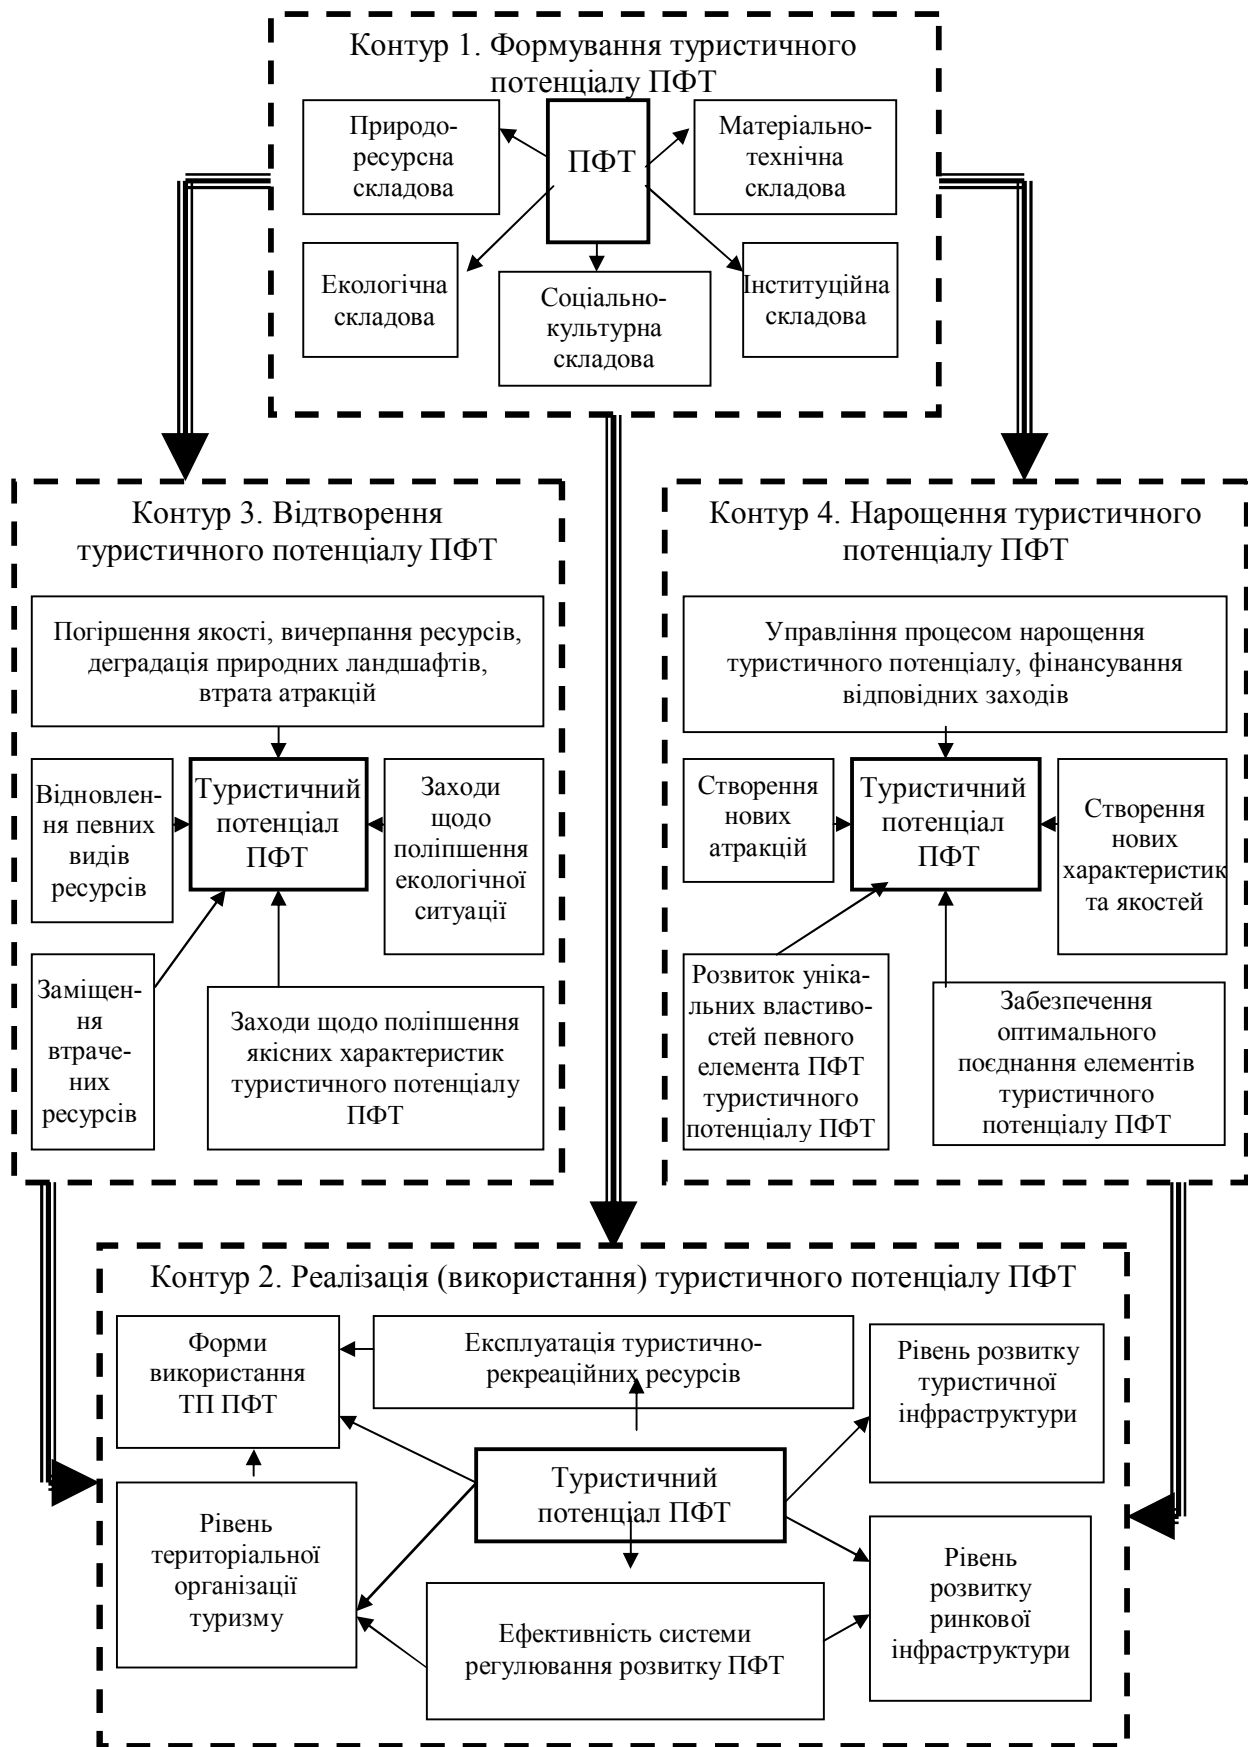 Контур 1. Формування туристичного
потенціалу ПФТ
Природо-
ресурсна
складова
ПФТ
Матеріально-
технічна
складова
Екологічна
складова
Соціально-
культурна
складова
Інституційна
складова
Контур 3. Відтворення
туристичного потенціалу ПФТ
Погіршення якості, вичерпання ресурсів,
деградація природних ландшафтів,
втрата атракцій
Відновлен-
ня певних
видів
ресурсів
Туристичний
потенціал
ПФТ
Заходи
щодо
поліпшення
екологічної
ситуації
Заміщен-
ня
втраче-
них
ресурсів
Заходи щодо поліпшення
якісних характеристик
туристичного потенціалу
ПФТ
Контур 4. Нарощення туристичного
потенціалу ПФТ
Управління процесом нарощення
туристичного потенціалу, фінансування
відповідних заходів
Створення
нових
атракцій
Туристичний
потенціал
ПФТ
Створення
нових
характеристик
та якостей
Розвиток уніка-
льних властиво-
стей певного
елемента ПФТ
туристичного
потенціалу ПФТ
Забезпечення
оптимального
поєднання елементів
туристичного
потенціалу ПФТ
Контур 2. Реалізація (використання) туристичного потенціалу ПФТ
Форми
використання
ТП ПФТ
Експлуатація туристично-
рекреаційних ресурсів
Рівень розвитку
туристичної
інфраструктури
Туристичний
потенціал ПФТ
Рівень
територіальної
організації
туризму
Ефективність системи
регулювання розвитку ПФТ
Рівень
розвитку
ринкової
інфраструктури